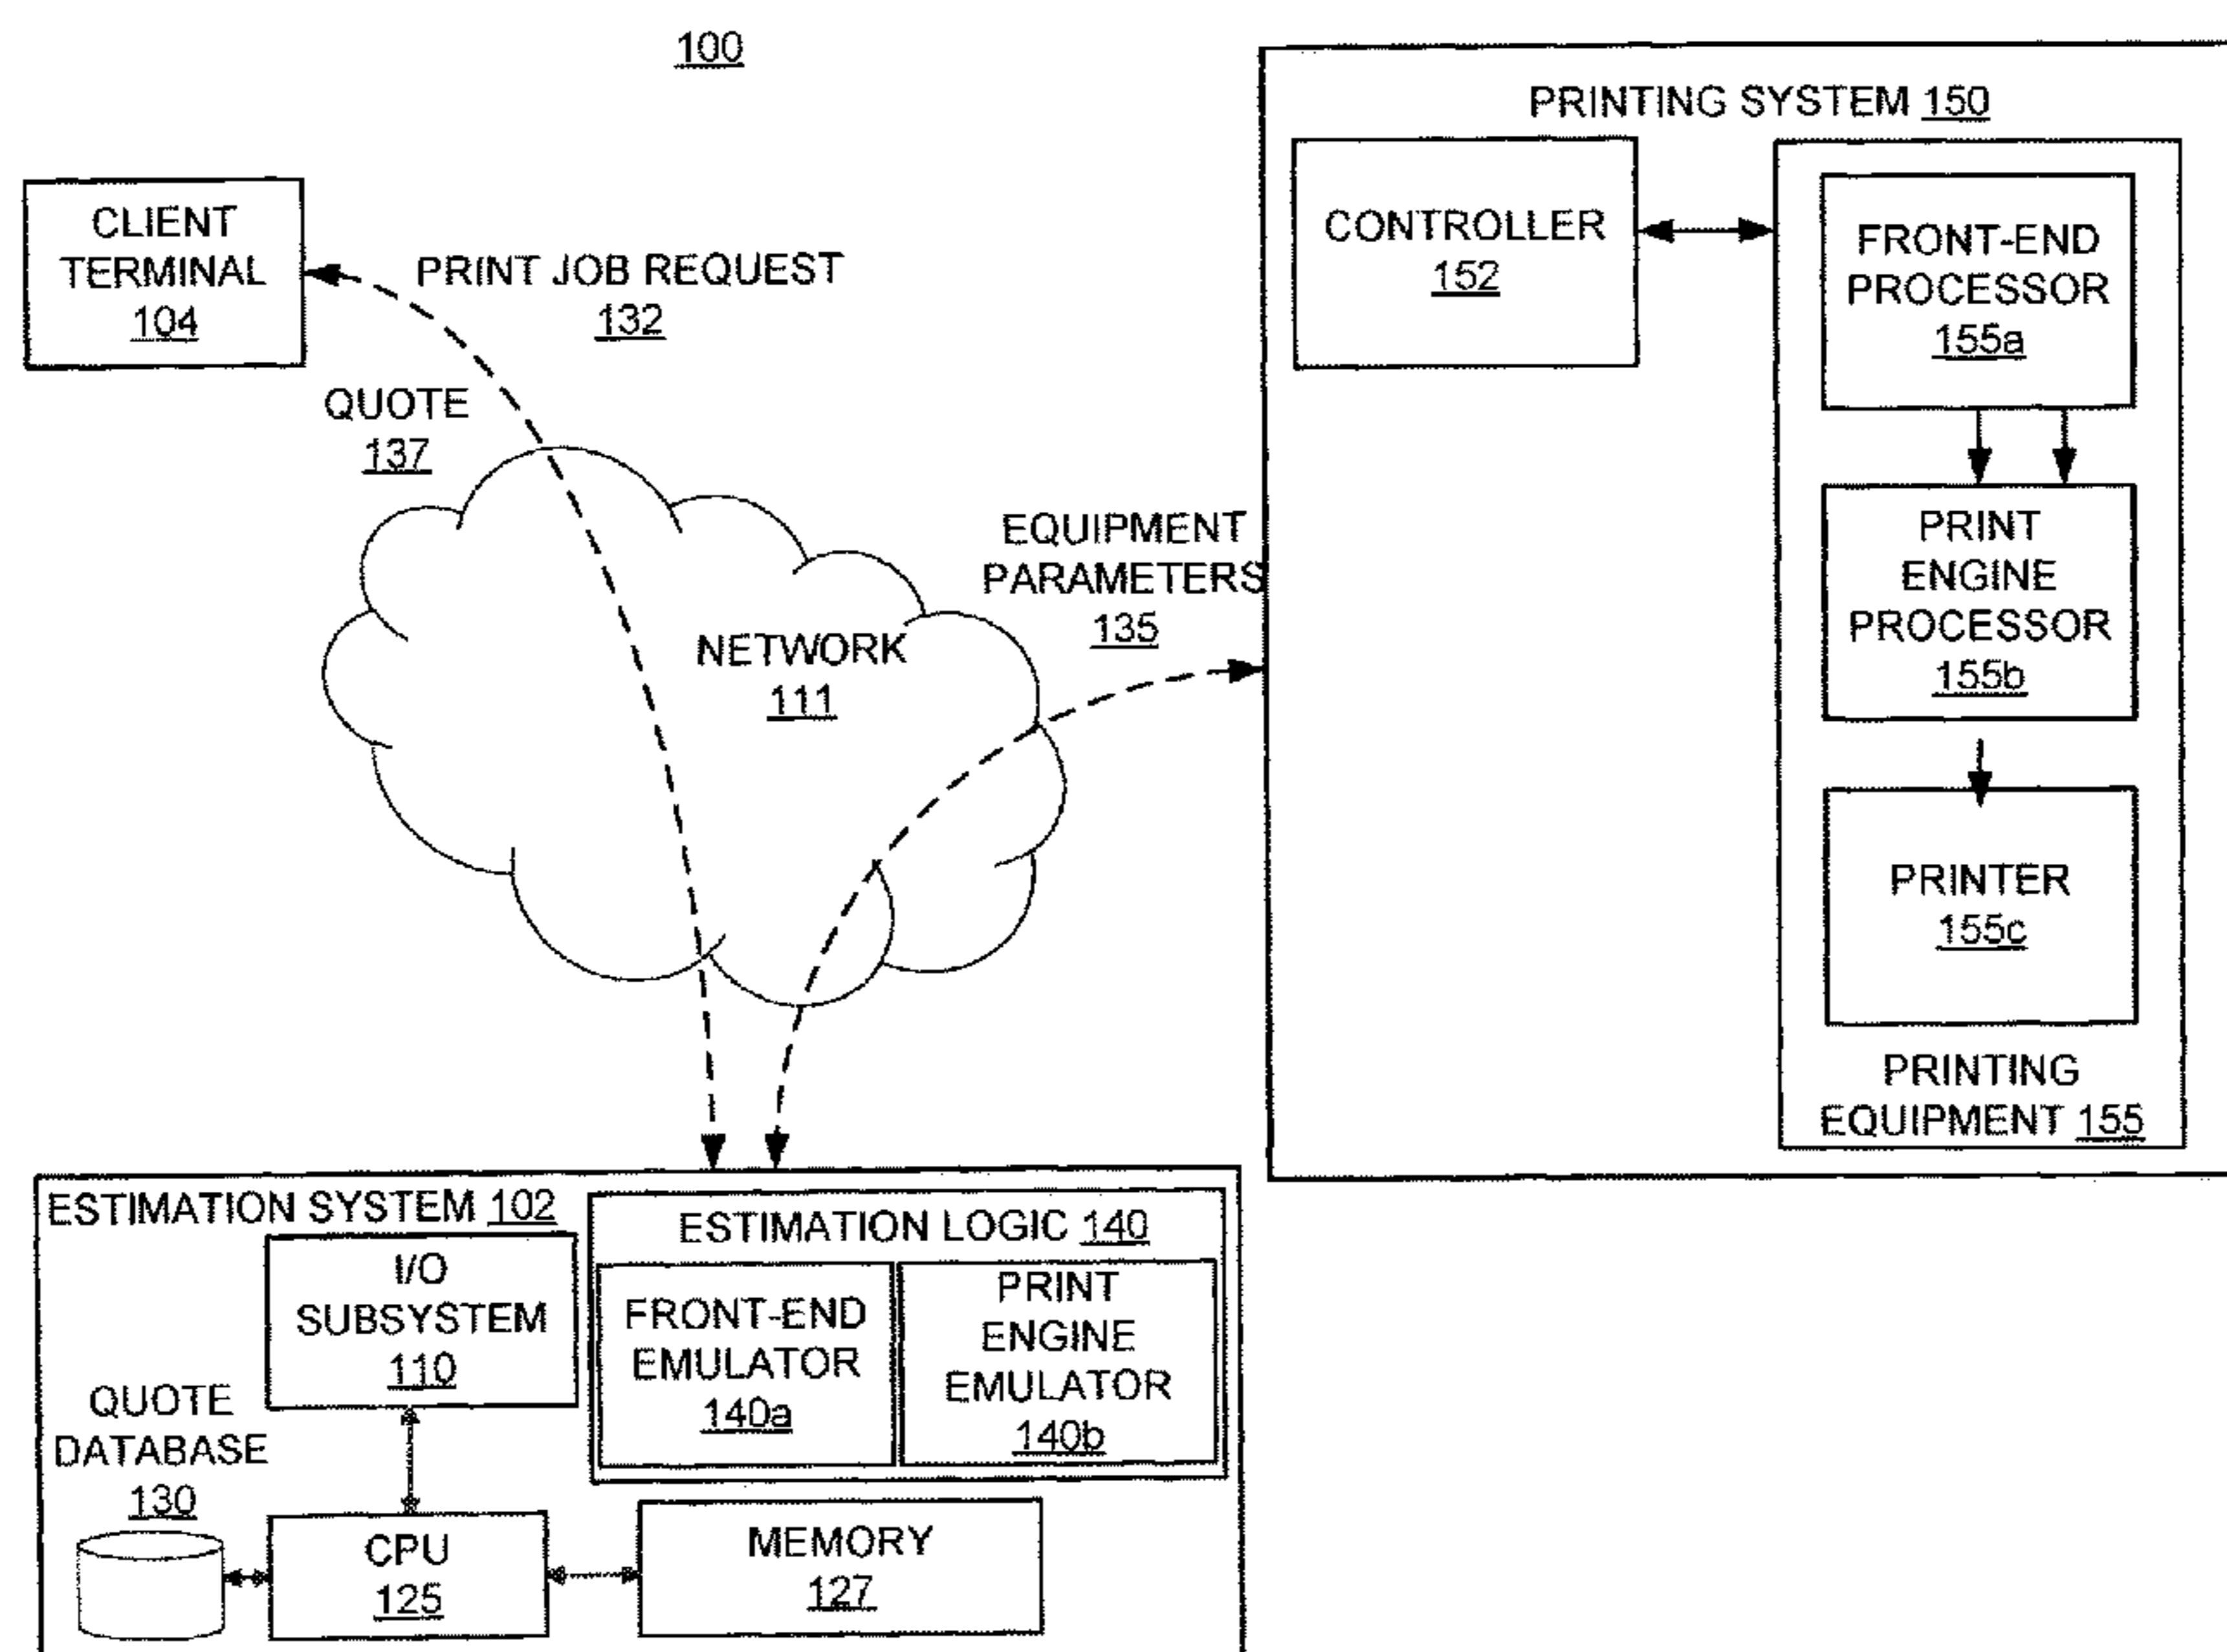 100
PRINTING SYSTEM 150
CLIENT
TERMINAL
104
PRINT JOB REQUEST
132
QUOTE
137
NETWORK
111
EQUIPMENT
PARAMETERS
135
CONTROLLER
152
FRONT-END
PROCESSOR
155a
PRINT
ENGINE
PROCESSOR
155b
PRINTER
155c
PRINTING
EQUIPMENT 155
ESTIMATION SYSTEM 102
I/O
SUBSYSTEM
110
ESTIMATION LOGIC 140
FRONT-END
EMULATOR
140a
PRINT
ENGINE
EMULATOR
140b
QUOTE
DATABASE
130
CPU
125
MEMORY
127